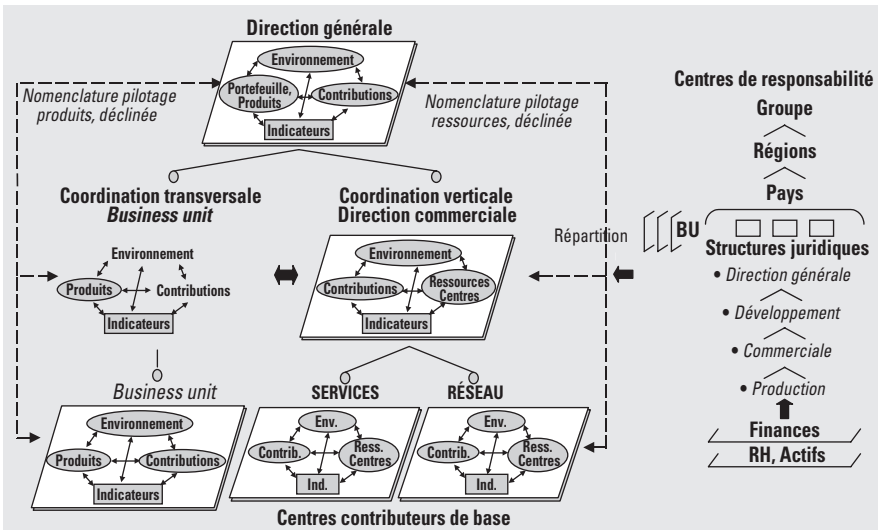 Direction générale
Environnement
Portefeuille,
Produits
Contributions
Indicateurs
Nomenclature pilotage
produits, déclinée
Nomenclature pilotage
ressources, déclinée
Coordination transversale
Business unit
Environnement
Produits
Contributions
Indicateurs
Coordination verticale
Direction commerciale
Environnement
Contributions
Ressources
Centres
Indicateurs
Business unit
Environnement
Produits
Contributions
Indicateurs
SERVICES
Env.
Contrib.
Ress.
Centres
Ind.
RÉSEAU
Env.
Contrib.
Ress.
Centres
Ind.
Centres contributeurs de base
Centres de responsabilité
Groupe
Régions
Pays
Répartition
BU
Structures juridiques
• Direction générale
• Développement
• Commerciale
• Production
Finances
RH, Actifs